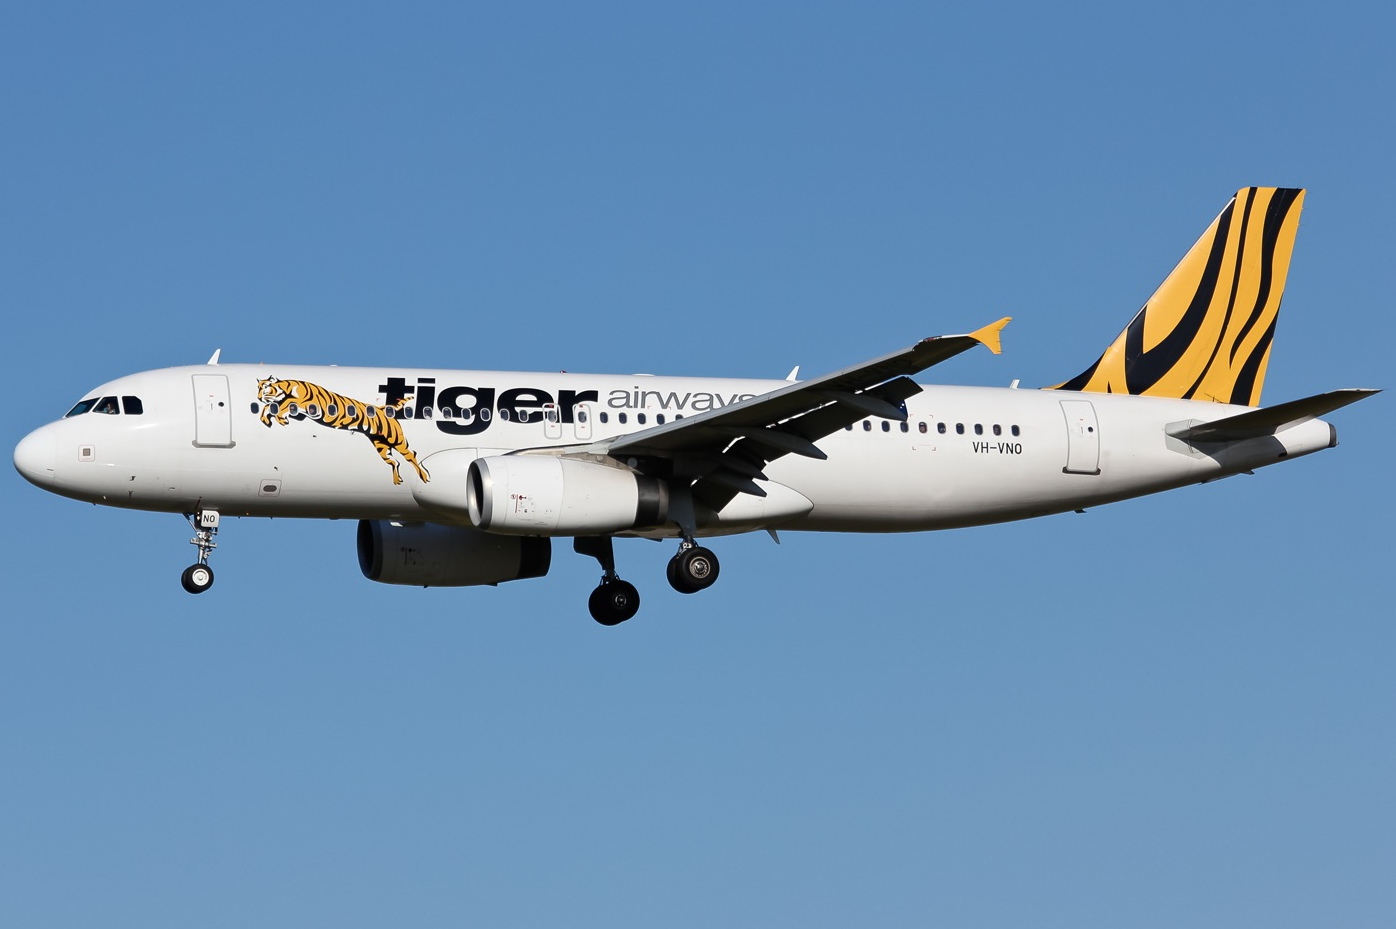 tiger airways
VH-VNO
NO